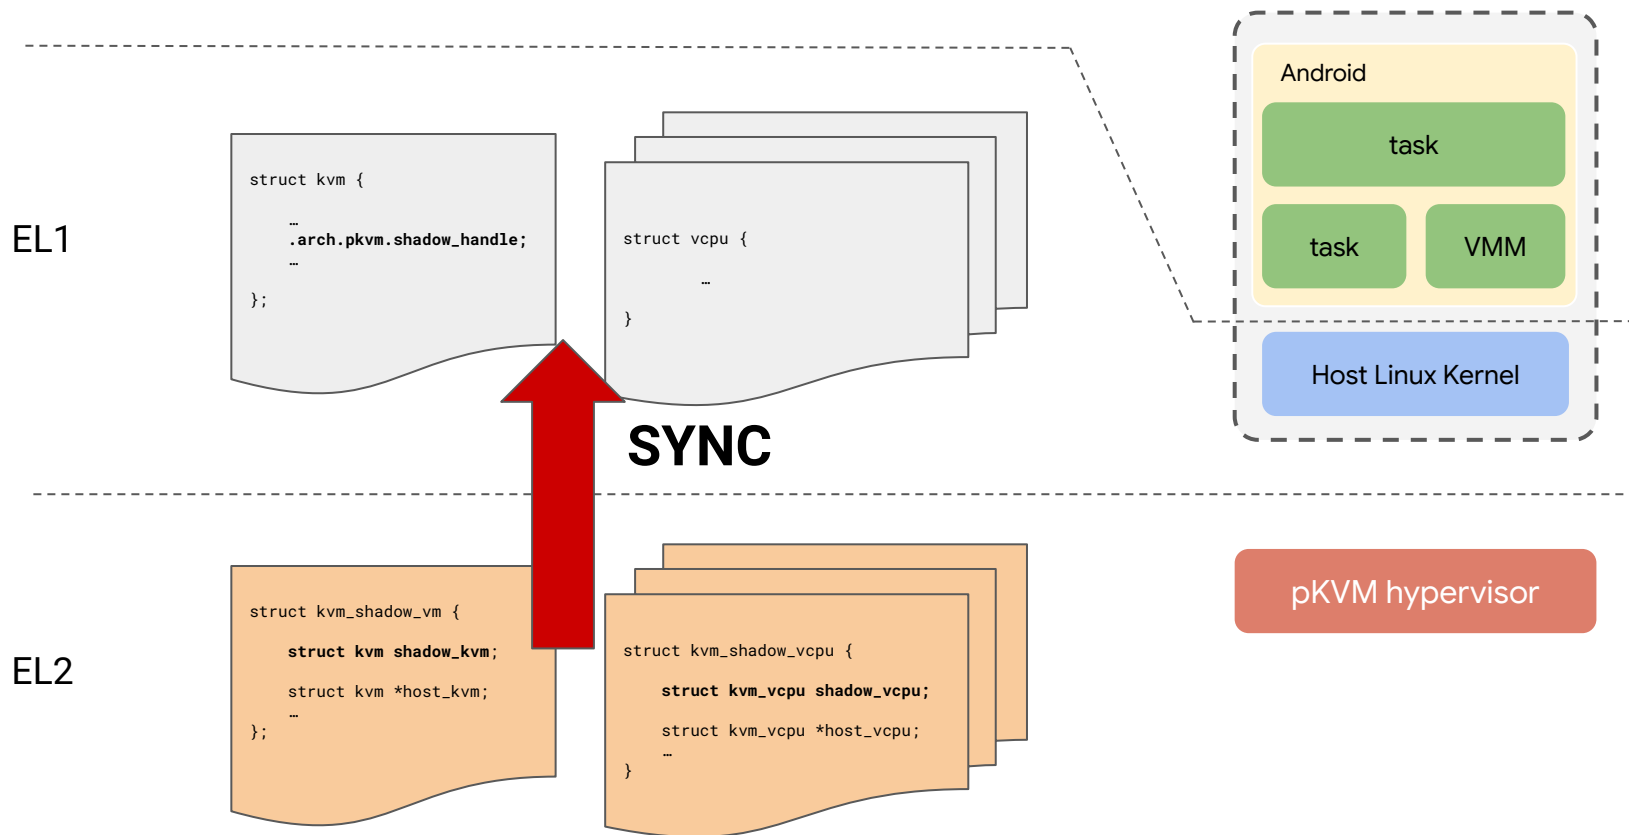 EL1
struct kvm {
…
.arch.pkvm.shadow_handle;
…
};
struct vcpu {
…
}
Android
task
task
VMM
Host Linux Kernel
SYNC
EL2
struct kvm_shadow_vm {
struct kvm shadow_kvm;
struct kvm *host_kvm;
…
};
struct kvm_shadow_vcpu {
struct kvm_vcpu shadow_vcpu;
struct kvm_vcpu *host_vcpu;
…
}
pKVM hypervisor